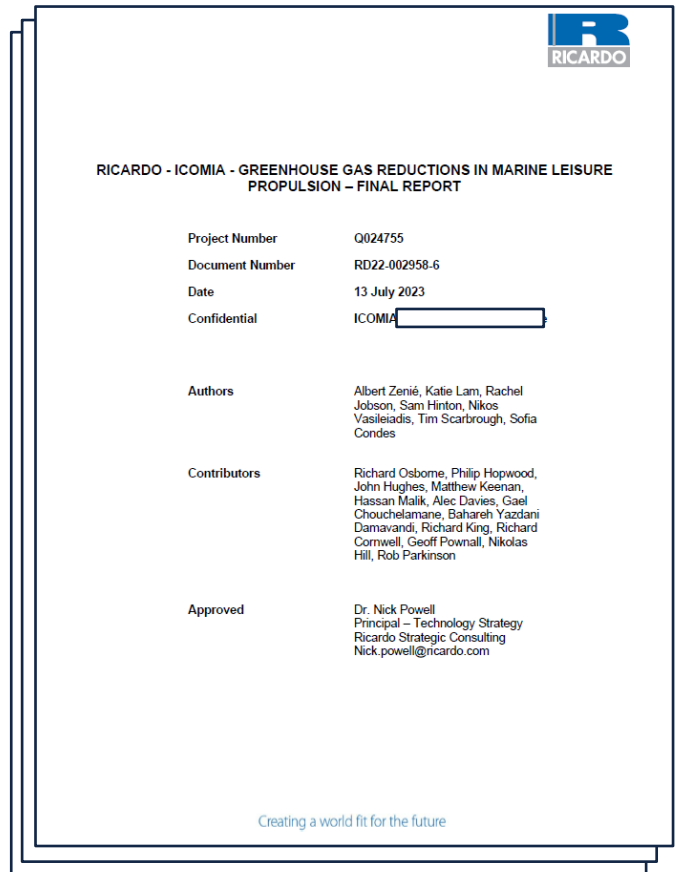 RICARDO
RICARDO - ICOMIA - GREENHOUSE GAS REDUCTIONS IN MARINE LEISURE
PROPULSION – FINAL REPORT
Project Number Q024755
Document Number RD22-002958-6
Date 13 July 2023
Confidential ICOMIA
Authors Albert Zenié, Katie Lam, Rachel
Jobson, Sam Hinton, Nikos
Vasileiadis, Tim Scarbrough, Sofia
Condes
Contributors Richard Osborne, Philip Hopwood,
John Hughes, Matthew Keenan,
Hassan Malik, Alec Davies, Gael
Chouchelamane, Bahareh Yazdani
Damavandi, Richard King, Richard
Cornwell, Geoff Pownall, Nikolas
Hill, Rob Parkinson
Approved Dr. Nick Powell
Principal – Technology Strategy
Ricardo Strategic Consulting
Nick.powell@ricardo.com
Creating a world fit for the future